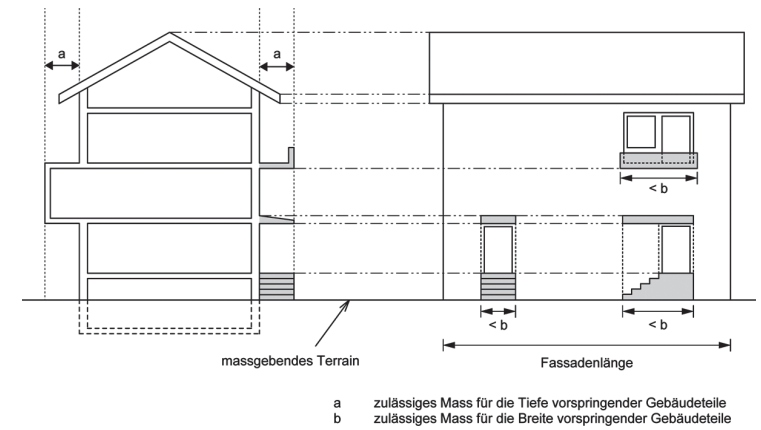 a
a
< b
< b
< b
massgebendes Terrain
Fassadenlänge
a zulässiges Mass für die Tiefe vorspringender Gebäudeteile
b zulässiges Mass für die Breite vorspringender Gebäudeteile